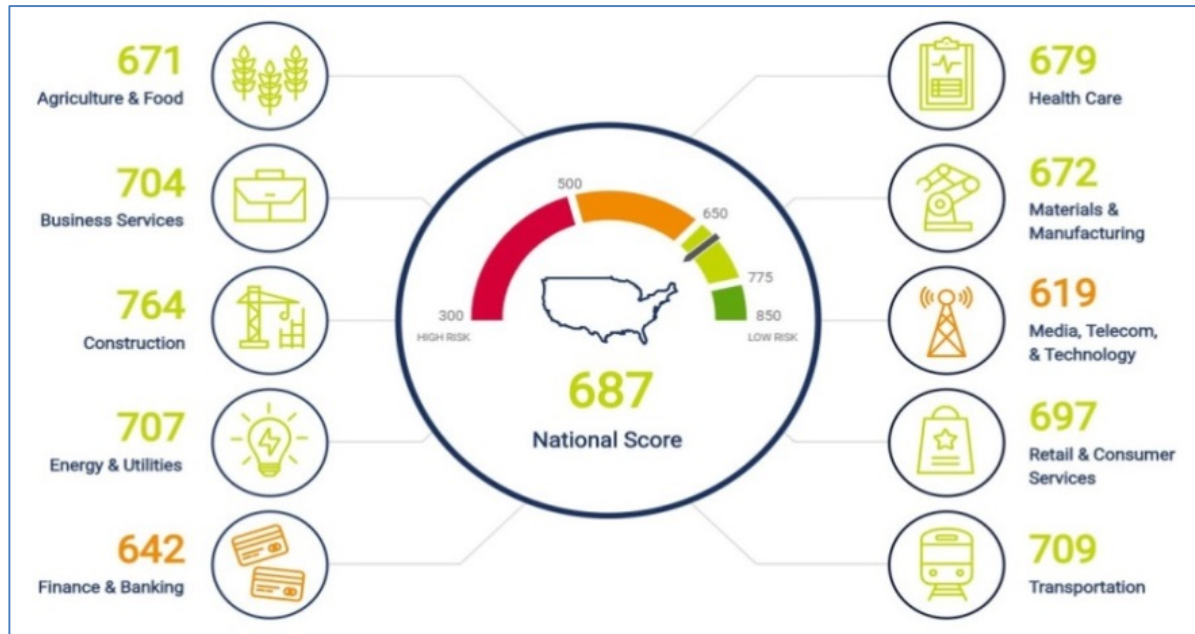 671
Agriculture & Food
704
Business Services
764
Construction
707
Energy & Utilities
642
Finance & Banking
500
650
775
300
850
HIGH RISK
LOW RISK
687
National Score
679
Health Care
672
Materials &
Manufacturing
619
Media, Telecom,
& Technology
697
Retail & Consumer
Services
709
Transportation